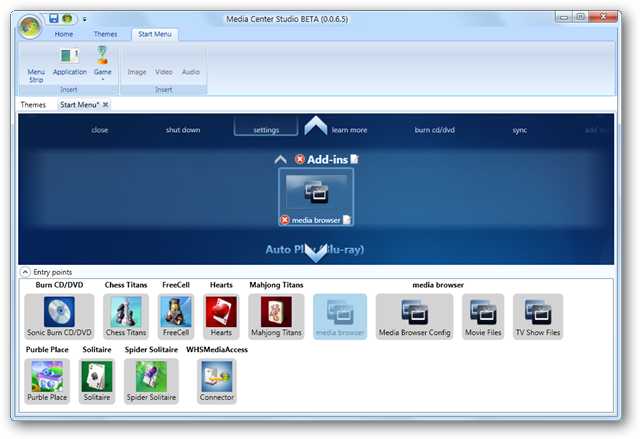 Media Center Studio BETA (0.0.6.5)
Home Themes Start Menu
Menu Strip Application Game Image Video Audio
Insert Insert
Themes Start Menu*
close shut down settings learn more burn cd/dvd sync
Add-ins
media browser
Auto Play (Blu-ray)
Entry points
Burn CD/DVD Chess Titans FreeCell Hearts Mahjong Titans media browser
Sonic Burn CD/DVD Chess Titans FreeCell Hearts Mahjong Titans media browser Media Browser Config Movie Files TV Show Files
Purble Place Solitaire Spider Solitaire WHSMediaAccess
Purble Place Solitaire Spider Solitaire Connector